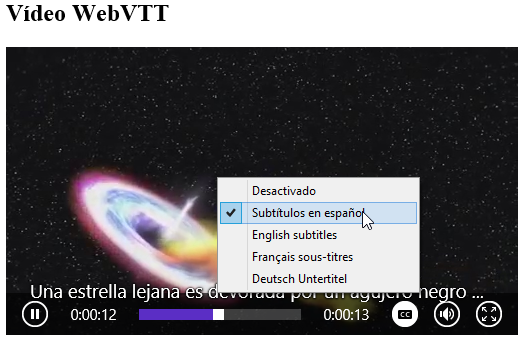 Vídeo WebVTT
Desactivado
Subtítulos en español
English subtitles
Français sous-titres
Deutsch Untertitel
Una estrella lejana es devorada por un agujero negro ...
0:00:12
0:00:13
CC